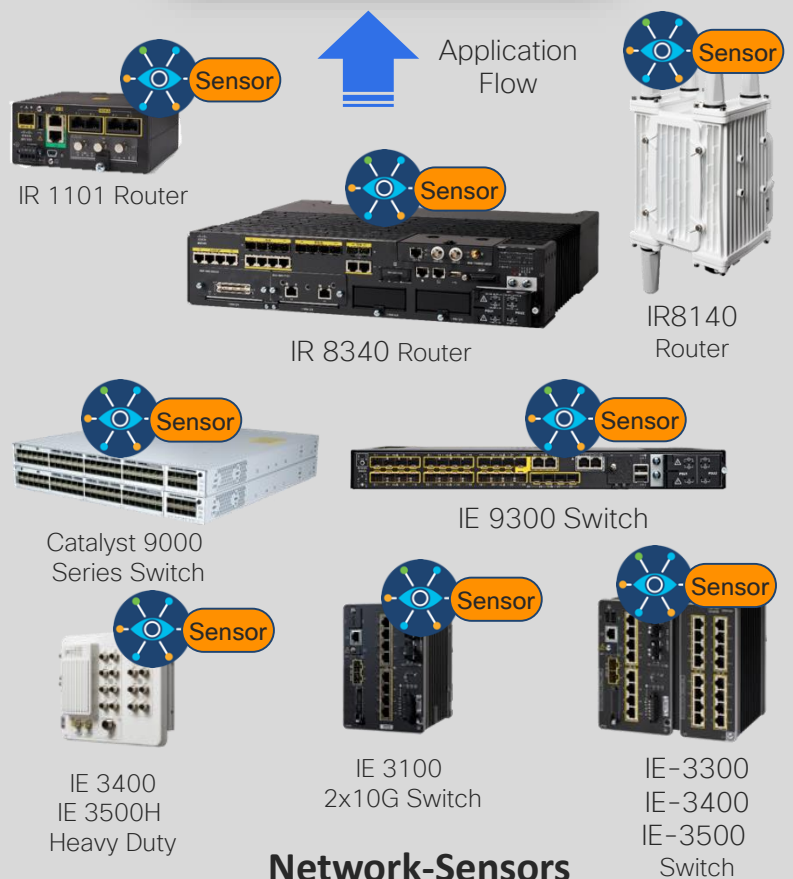 Sensor
Application
Flow
Sensor
IR 1101 Router
Sensor
IR8140
Router
IR 8340 Router
Sensor
Sensor
Catalyst 9000
Series Switch
IE 9300 Switch
Sensor
Sensor
Sensor
IE 3400
IE 3500H
Heavy Duty
IE 3100
2x10G Switch
IE-3300
IE-3400
IE-3500
Switch
Network-Sensors